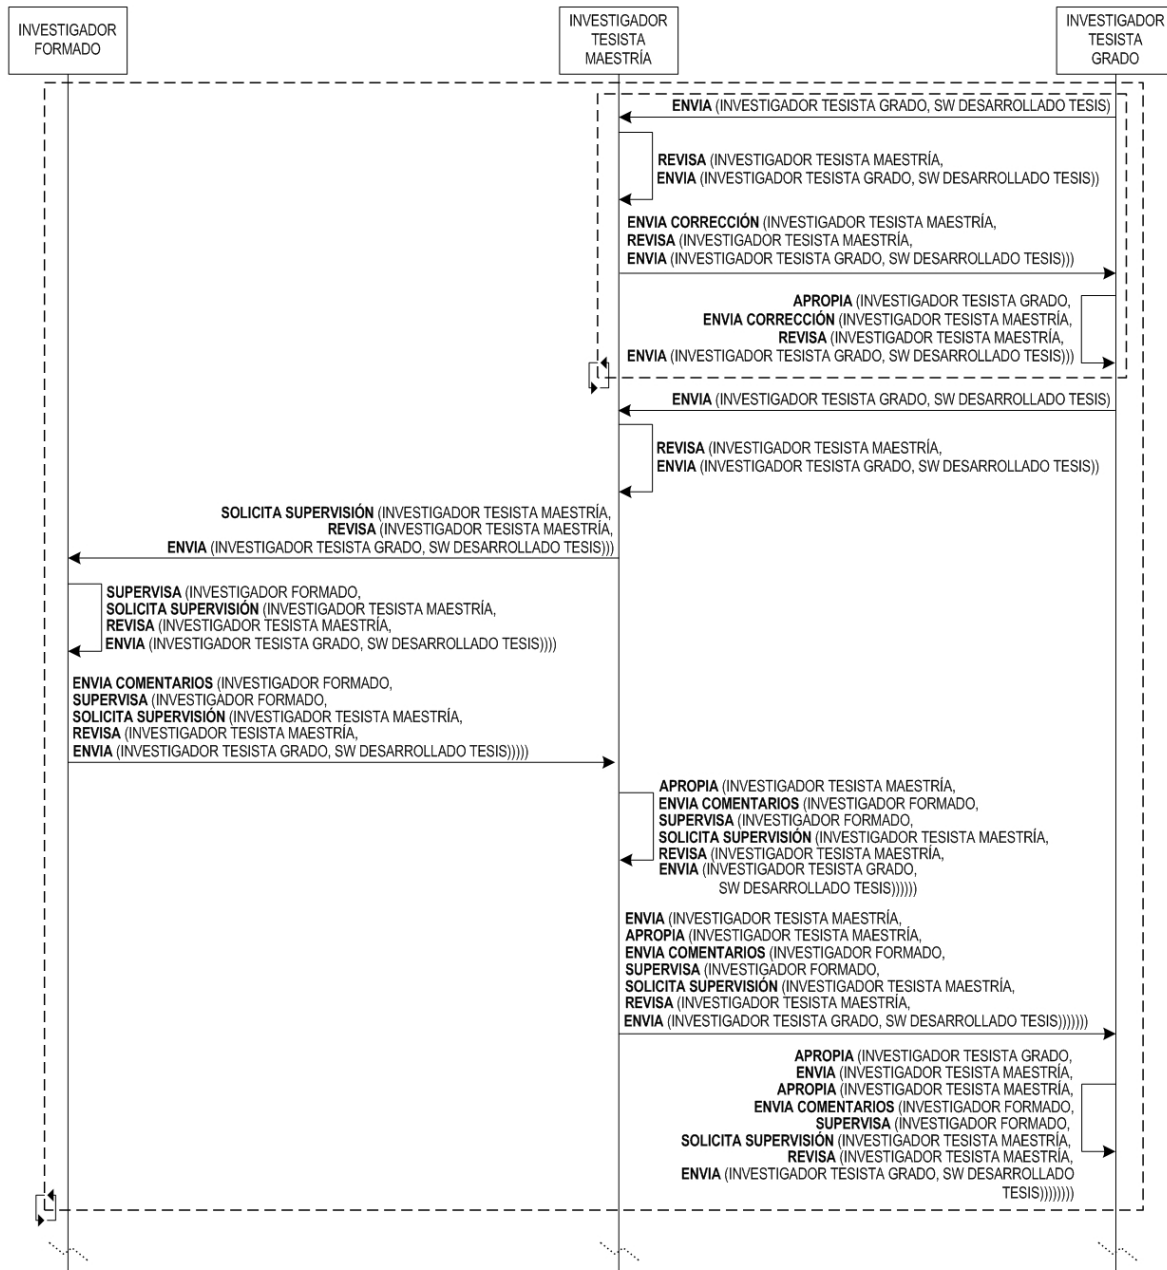 INVESTIGADOR
FORMADO
INVESTIGADOR
TESISTA
MAESTRÍA
INVESTIGADOR
TESISTA
GRADO
ENVIA (INVESTIGADOR TESISTA GRADO, SW DESARROLLADO TESIS)
REVISA (INVESTIGADOR TESISTA MAESTRÍA,
ENVIA (INVESTIGADOR TESISTA GRADO, SW DESARROLLADO TESIS))
ENVIA CORRECCIÓN (INVESTIGADOR TESISTA MAESTRÍA,
REVISA (INVESTIGADOR TESISTA MAESTRÍA,
ENVIA (INVESTIGADOR TESISTA GRADO, SW DESARROLLADO TESIS)))
APROPIA (INVESTIGADOR TESISTA GRADO,
ENVIA CORRECCIÓN (INVESTIGADOR TESISTA MAESTRÍA,
REVISA (INVESTIGADOR TESISTA MAESTRÍA,
ENVIA (INVESTIGADOR TESISTA GRADO, SW DESARROLLADO TESIS)))
ENVIA (INVESTIGADOR TESISTA GRADO, SW DESARROLLADO TESIS)
REVISA (INVESTIGADOR TESISTA MAESTRÍA,
ENVIA (INVESTIGADOR TESISTA GRADO, SW DESARROLLADO TESIS))
SOLICITA SUPERVISIÓN (INVESTIGADOR TESISTA MAESTRÍA,
REVISA (INVESTIGADOR TESISTA MAESTRÍA,
ENVIA (INVESTIGADOR TESISTA GRADO, SW DESARROLLADO TESIS)))
SUPERVISA (INVESTIGADOR FORMADO,
SOLICITA SUPERVISIÓN (INVESTIGADOR TESISTA MAESTRÍA,
REVISA (INVESTIGADOR TESISTA MAESTRÍA,
ENVIA (INVESTIGADOR TESISTA GRADO, SW DESARROLLADO TESIS))))
ENVIA COMENTARIOS (INVESTIGADOR FORMADO,
SUPERVISA (INVESTIGADOR FORMADO,
SOLICITA SUPERVISIÓN (INVESTIGADOR TESISTA MAESTRÍA,
REVISA (INVESTIGADOR TESISTA MAESTRÍA,
ENVIA (INVESTIGADOR TESISTA GRADO, SW DESARROLLADO TESIS)))))
APROPIA (INVESTIGADOR TESISTA MAESTRÍA,
ENVIA COMENTARIOS (INVESTIGADOR FORMADO,
SUPERVISA (INVESTIGADOR FORMADO,
SOLICITA SUPERVISIÓN (INVESTIGADOR TESISTA MAESTRÍA,
REVISA (INVESTIGADOR TESISTA MAESTRÍA,
ENVIA (INVESTIGADOR TESISTA GRADO,
SW DESARROLLADO TESIS))))))
ENVIA (INVESTIGADOR TESISTA MAESTRÍA,
APROPIA (INVESTIGADOR TESISTA MAESTRÍA,
ENVIA COMENTARIOS (INVESTIGADOR FORMADO,
SUPERVISA (INVESTIGADOR FORMADO,
SOLICITA SUPERVISIÓN (INVESTIGADOR TESISTA MAESTRÍA,
REVISA (INVESTIGADOR TESISTA MAESTRÍA,
ENVIA (INVESTIGADOR TESISTA GRADO, SW DESARROLLADO TESIS)))))))
APROPIA (INVESTIGADOR TESISTA GRADO,
ENVIA (INVESTIGADOR TESISTA MAESTRÍA,
APROPIA (INVESTIGADOR TESISTA MAESTRÍA,
ENVIA COMENTARIOS (INVESTIGADOR FORMADO,
SUPERVISA (INVESTIGADOR FORMADO,
SOLICITA SUPERVISIÓN (INVESTIGADOR TESISTA MAESTRÍA,
REVISA (INVESTIGADOR TESISTA MAESTRÍA,
ENVIA (INVESTIGADOR TESISTA GRADO, SW DESARROLLADO
TESIS))))))))